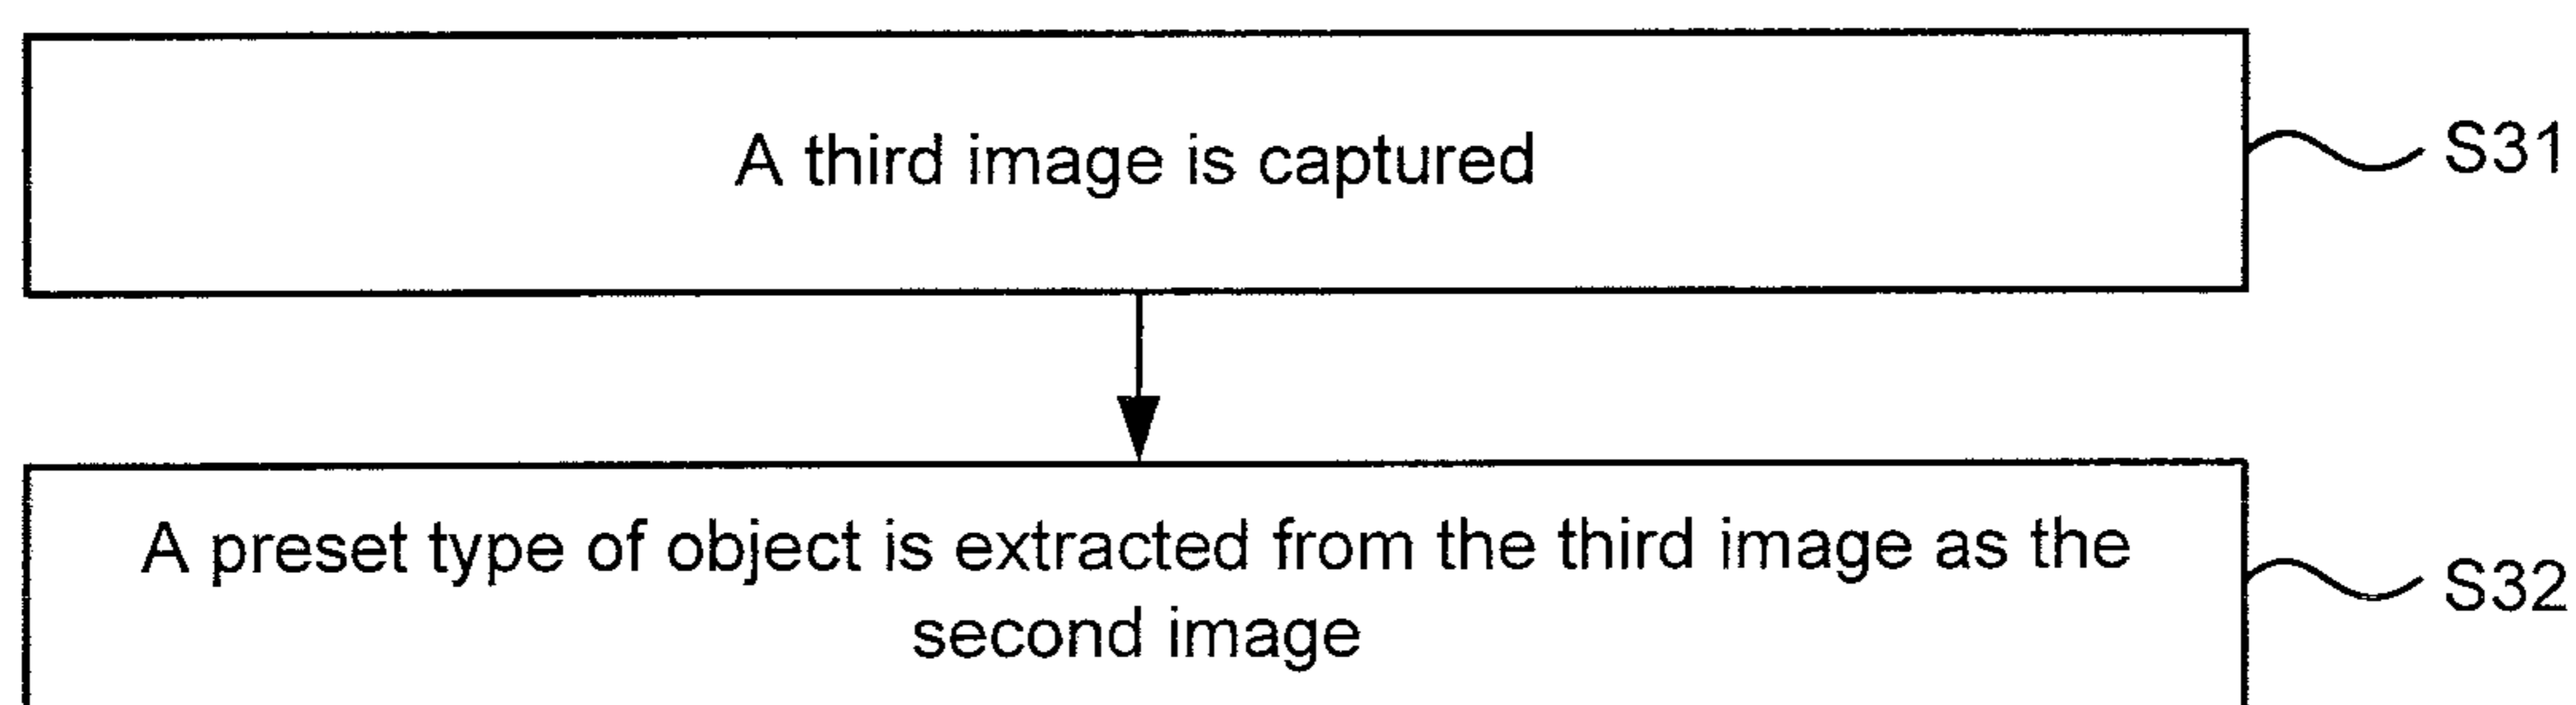 A third image is captured
S31
A preset type of object is extracted from the third image as the
second image
S32